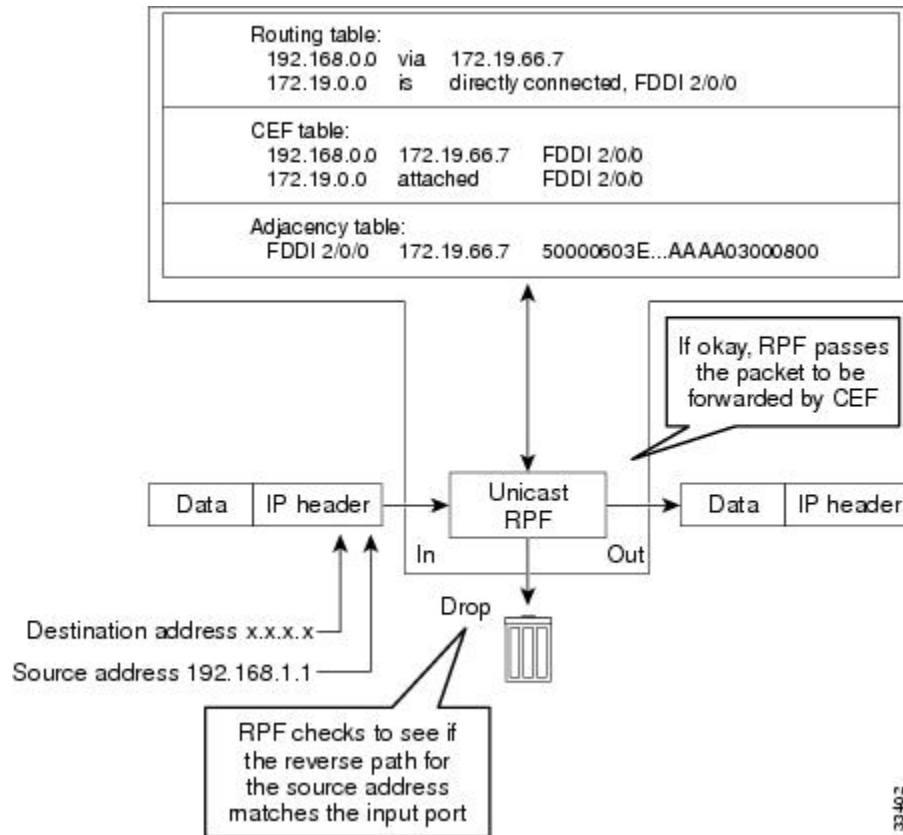 Routing table:
192.168.0.0 via 172.19.66.7
172.19.0.0 is directly connected, FDDI 2/0/0
CEF table:
192.168.0.0 172.19.66.7 FDDI 2/0/0
172.19.0.0 attached FDDI 2/0/0
Adjacency table:
FDDI 2/0/0 172.19.66.7 50000603E...AAAA03000800
If okay, RPF passes
the packet to be
forwarded by CEF
Data IP header
Unicast
RPF
Data IP header
In
Out
Drop
Destination address x.x.x.x
Source address 192.168.1.1
RPF checks to see if
the reverse path for
the source address
matches the input port
33402